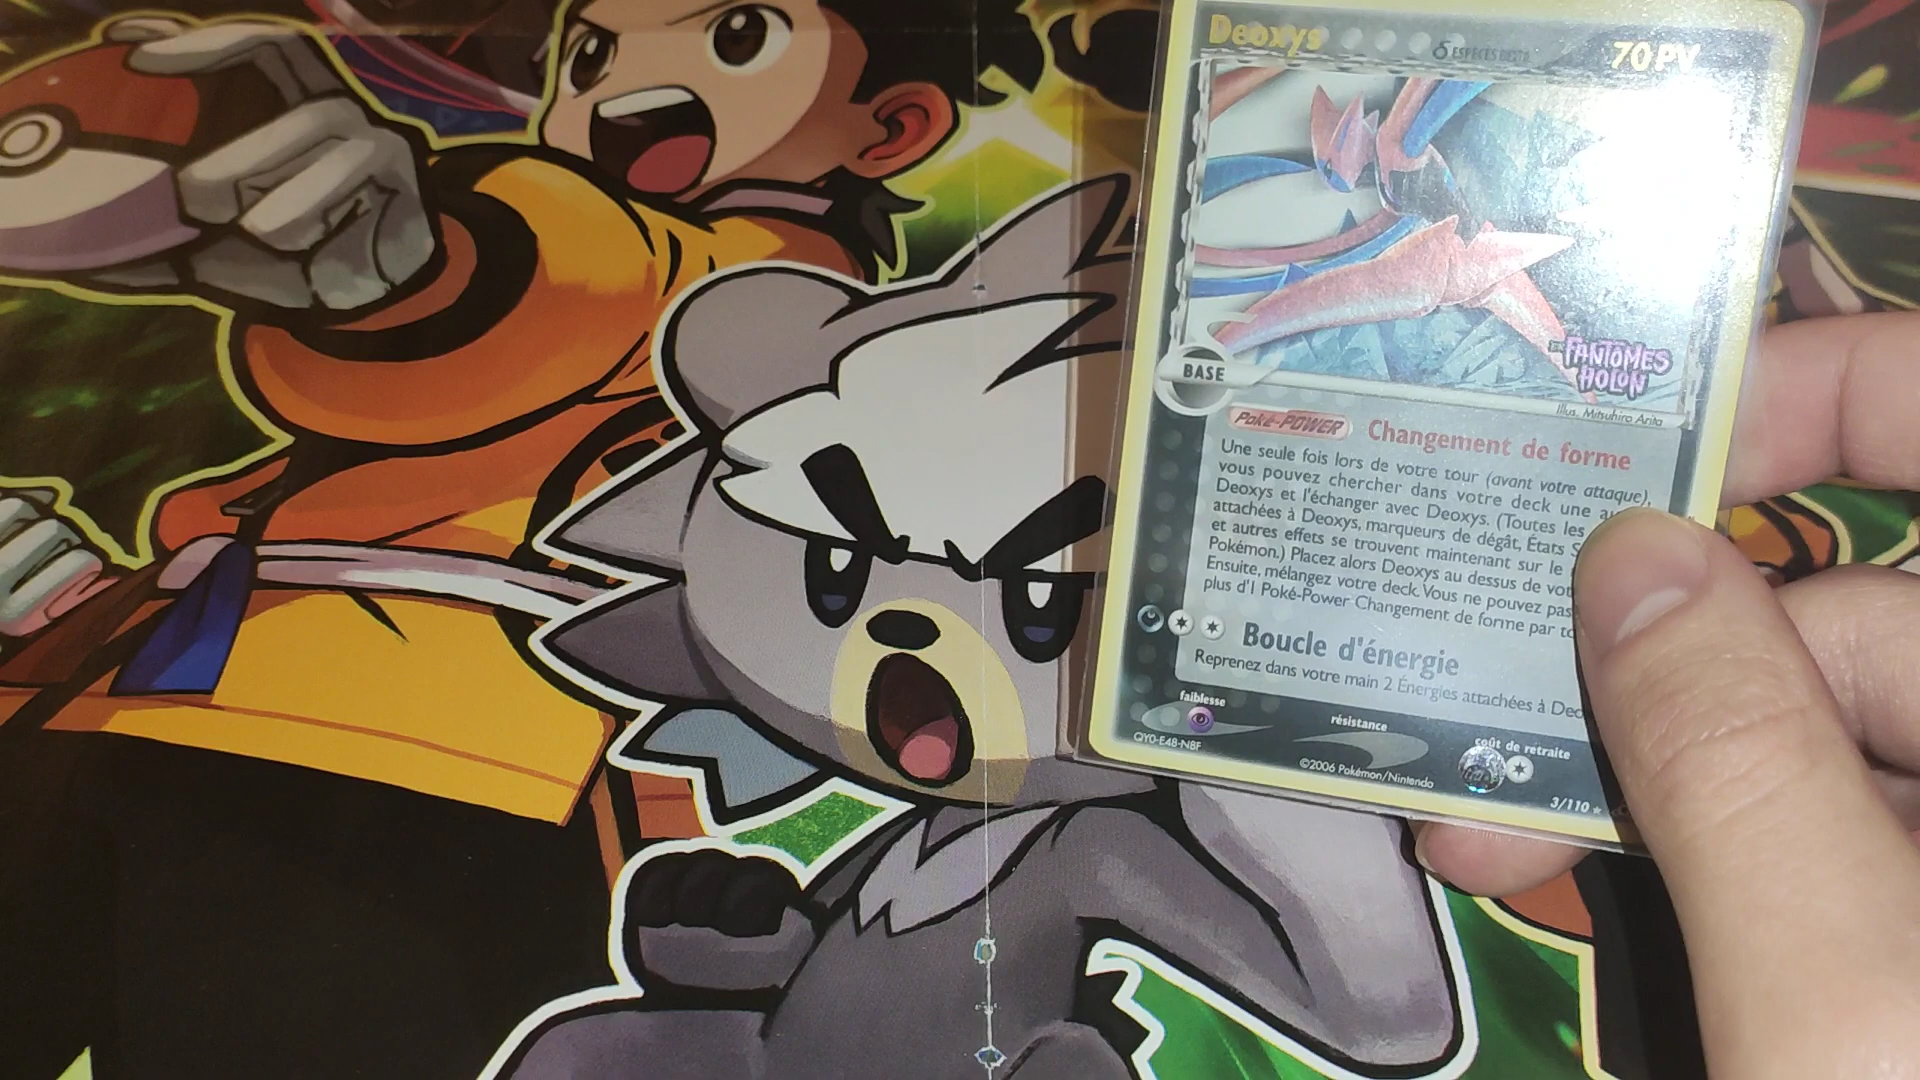 Deoxys δ ESPÈCES DELTA 70 PV
FANTÔMES
HOLON
BASE
Illus. Mitsuhiro Arita
Poké-POWER Changement de forme
Une seule fois lors de votre tour (avant votre attaque),
vous pouvez chercher dans votre deck une
Deoxys et l'échanger avec Deoxys. (Toutes les
attachées à Deoxys, marqueurs de dégât, États
et autres effets se trouvent maintenant sur le
Pokémon.) Placez alors Deoxys au dessus de
Ensuite, mélangez votre deck. Vous ne pouvez pas
plus d'1 Poké-Power Changement de forme par
Boucle d'énergie
Reprenez dans votre main 2 Énergies attachées à
faiblesse
résistance
coût de retraite
QY0-E48-N8F
©2006 Pokémon/Nintendo
3/110